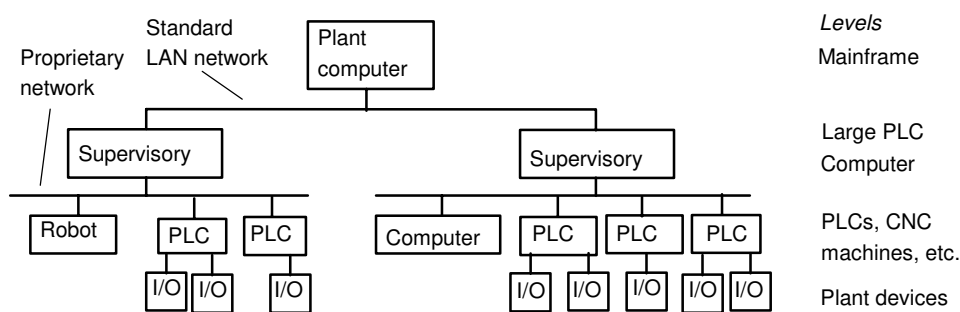 Standard
LAN network
Plant
computer
Levels
Mainframe
Proprietary
network
Supervisory
Supervisory
Large PLC
Computer
Robot
PLC
PLC
Computer
PLC
PLC
PLC
PLCs, CNC
machines, etc.
I/O
I/O
I/O
I/O
I/O
I/O
I/O
I/O
Plant devices